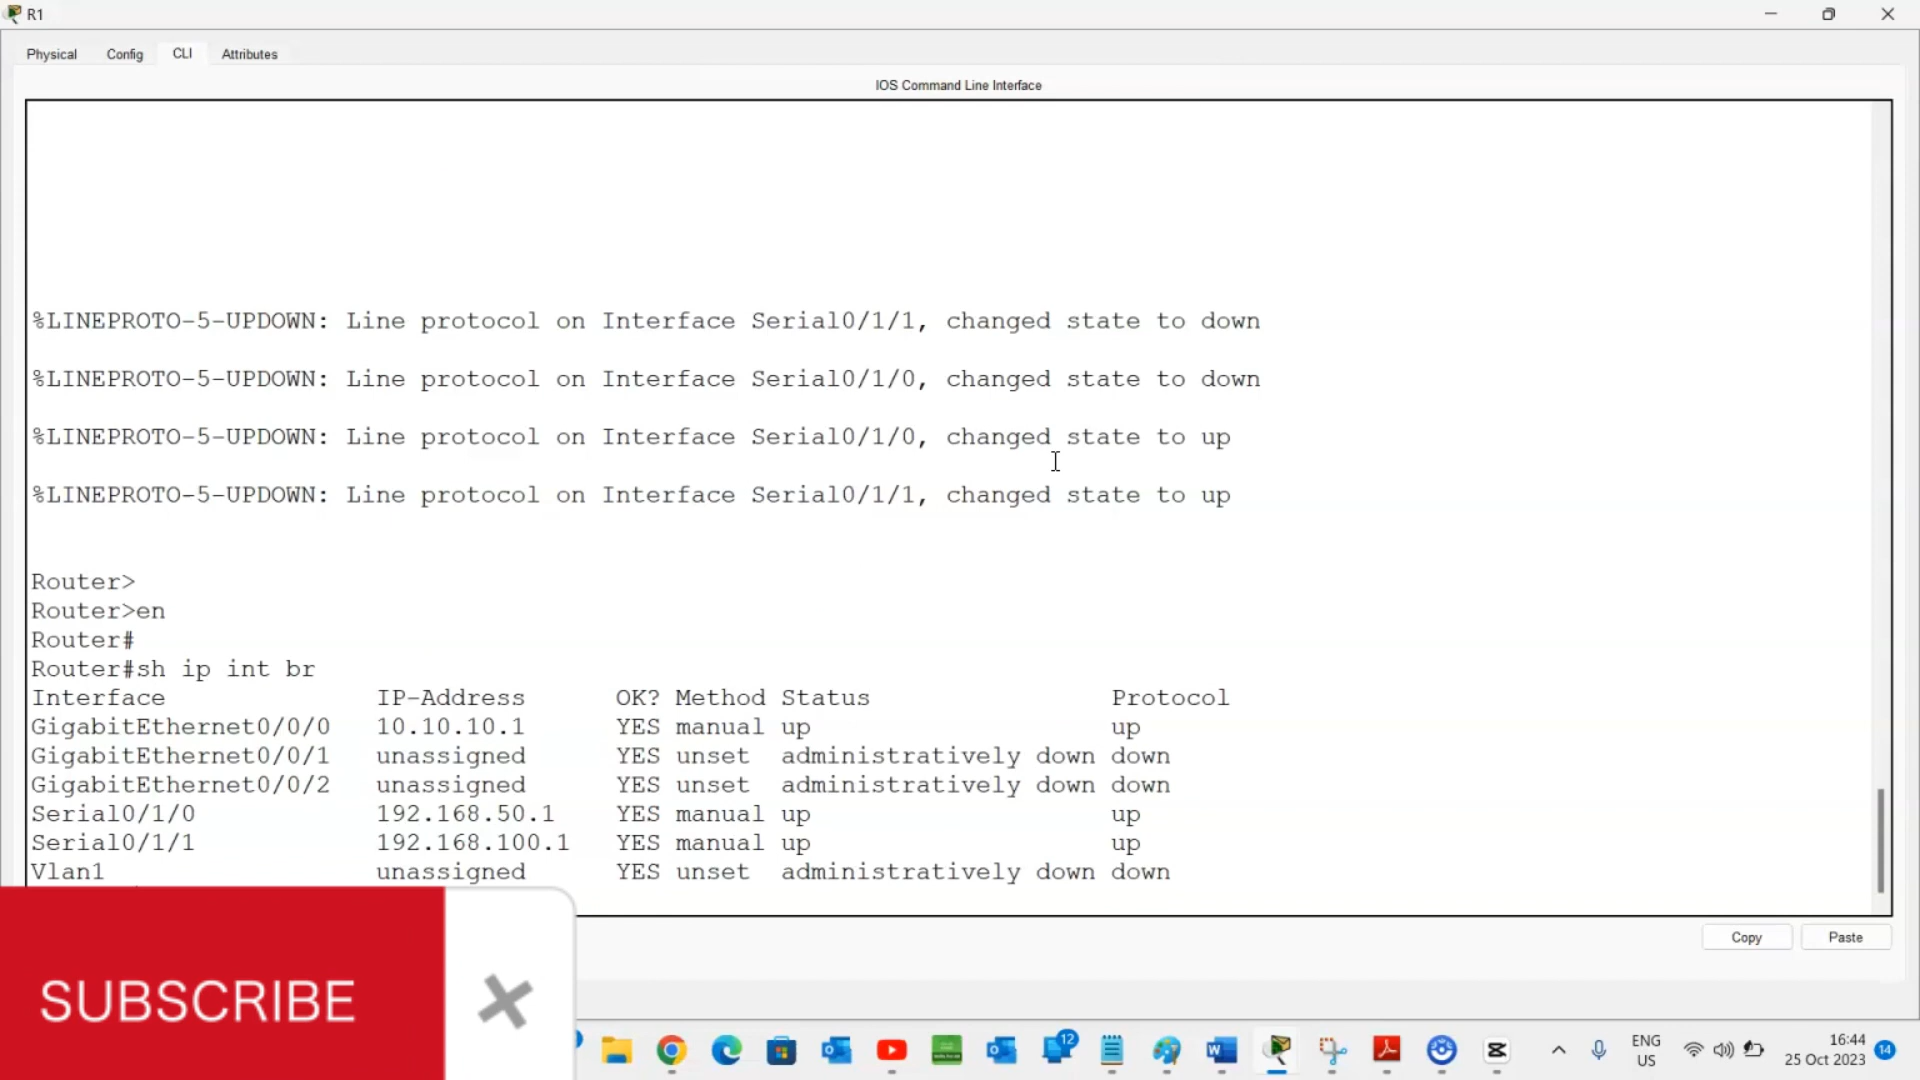 R1
Physical Config CLI Attributes
IOS Command Line Interface
%LINEPROTO-5-UPDOWN: Line protocol on Interface Serial0/1/1, changed state to down
%LINEPROTO-5-UPDOWN: Line protocol on Interface Serial0/1/0, changed state to down
%LINEPROTO-5-UPDOWN: Line protocol on Interface Serial0/1/0, changed state to up
%LINEPROTO-5-UPDOWN: Line protocol on Interface Serial0/1/1, changed state to up
Router>
Router>en
Router#
Router#sh ip int br
Interface IP-Address OK? Method Status Protocol
GigabitEthernet0/0/0 10.10.10.1 YES manual up up
GigabitEthernet0/0/1 unassigned YES unset administratively down down
GigabitEthernet0/0/2 unassigned YES unset administratively down down
Serial0/1/0 192.168.50.1 YES manual up up
Serial0/1/1 192.168.100.1 YES manual up up
Vlan1 unassigned YES unset administratively down down
Copy Paste
SUBSCRIBE
12
ENG
US
16:44
25 Oct 2023
14